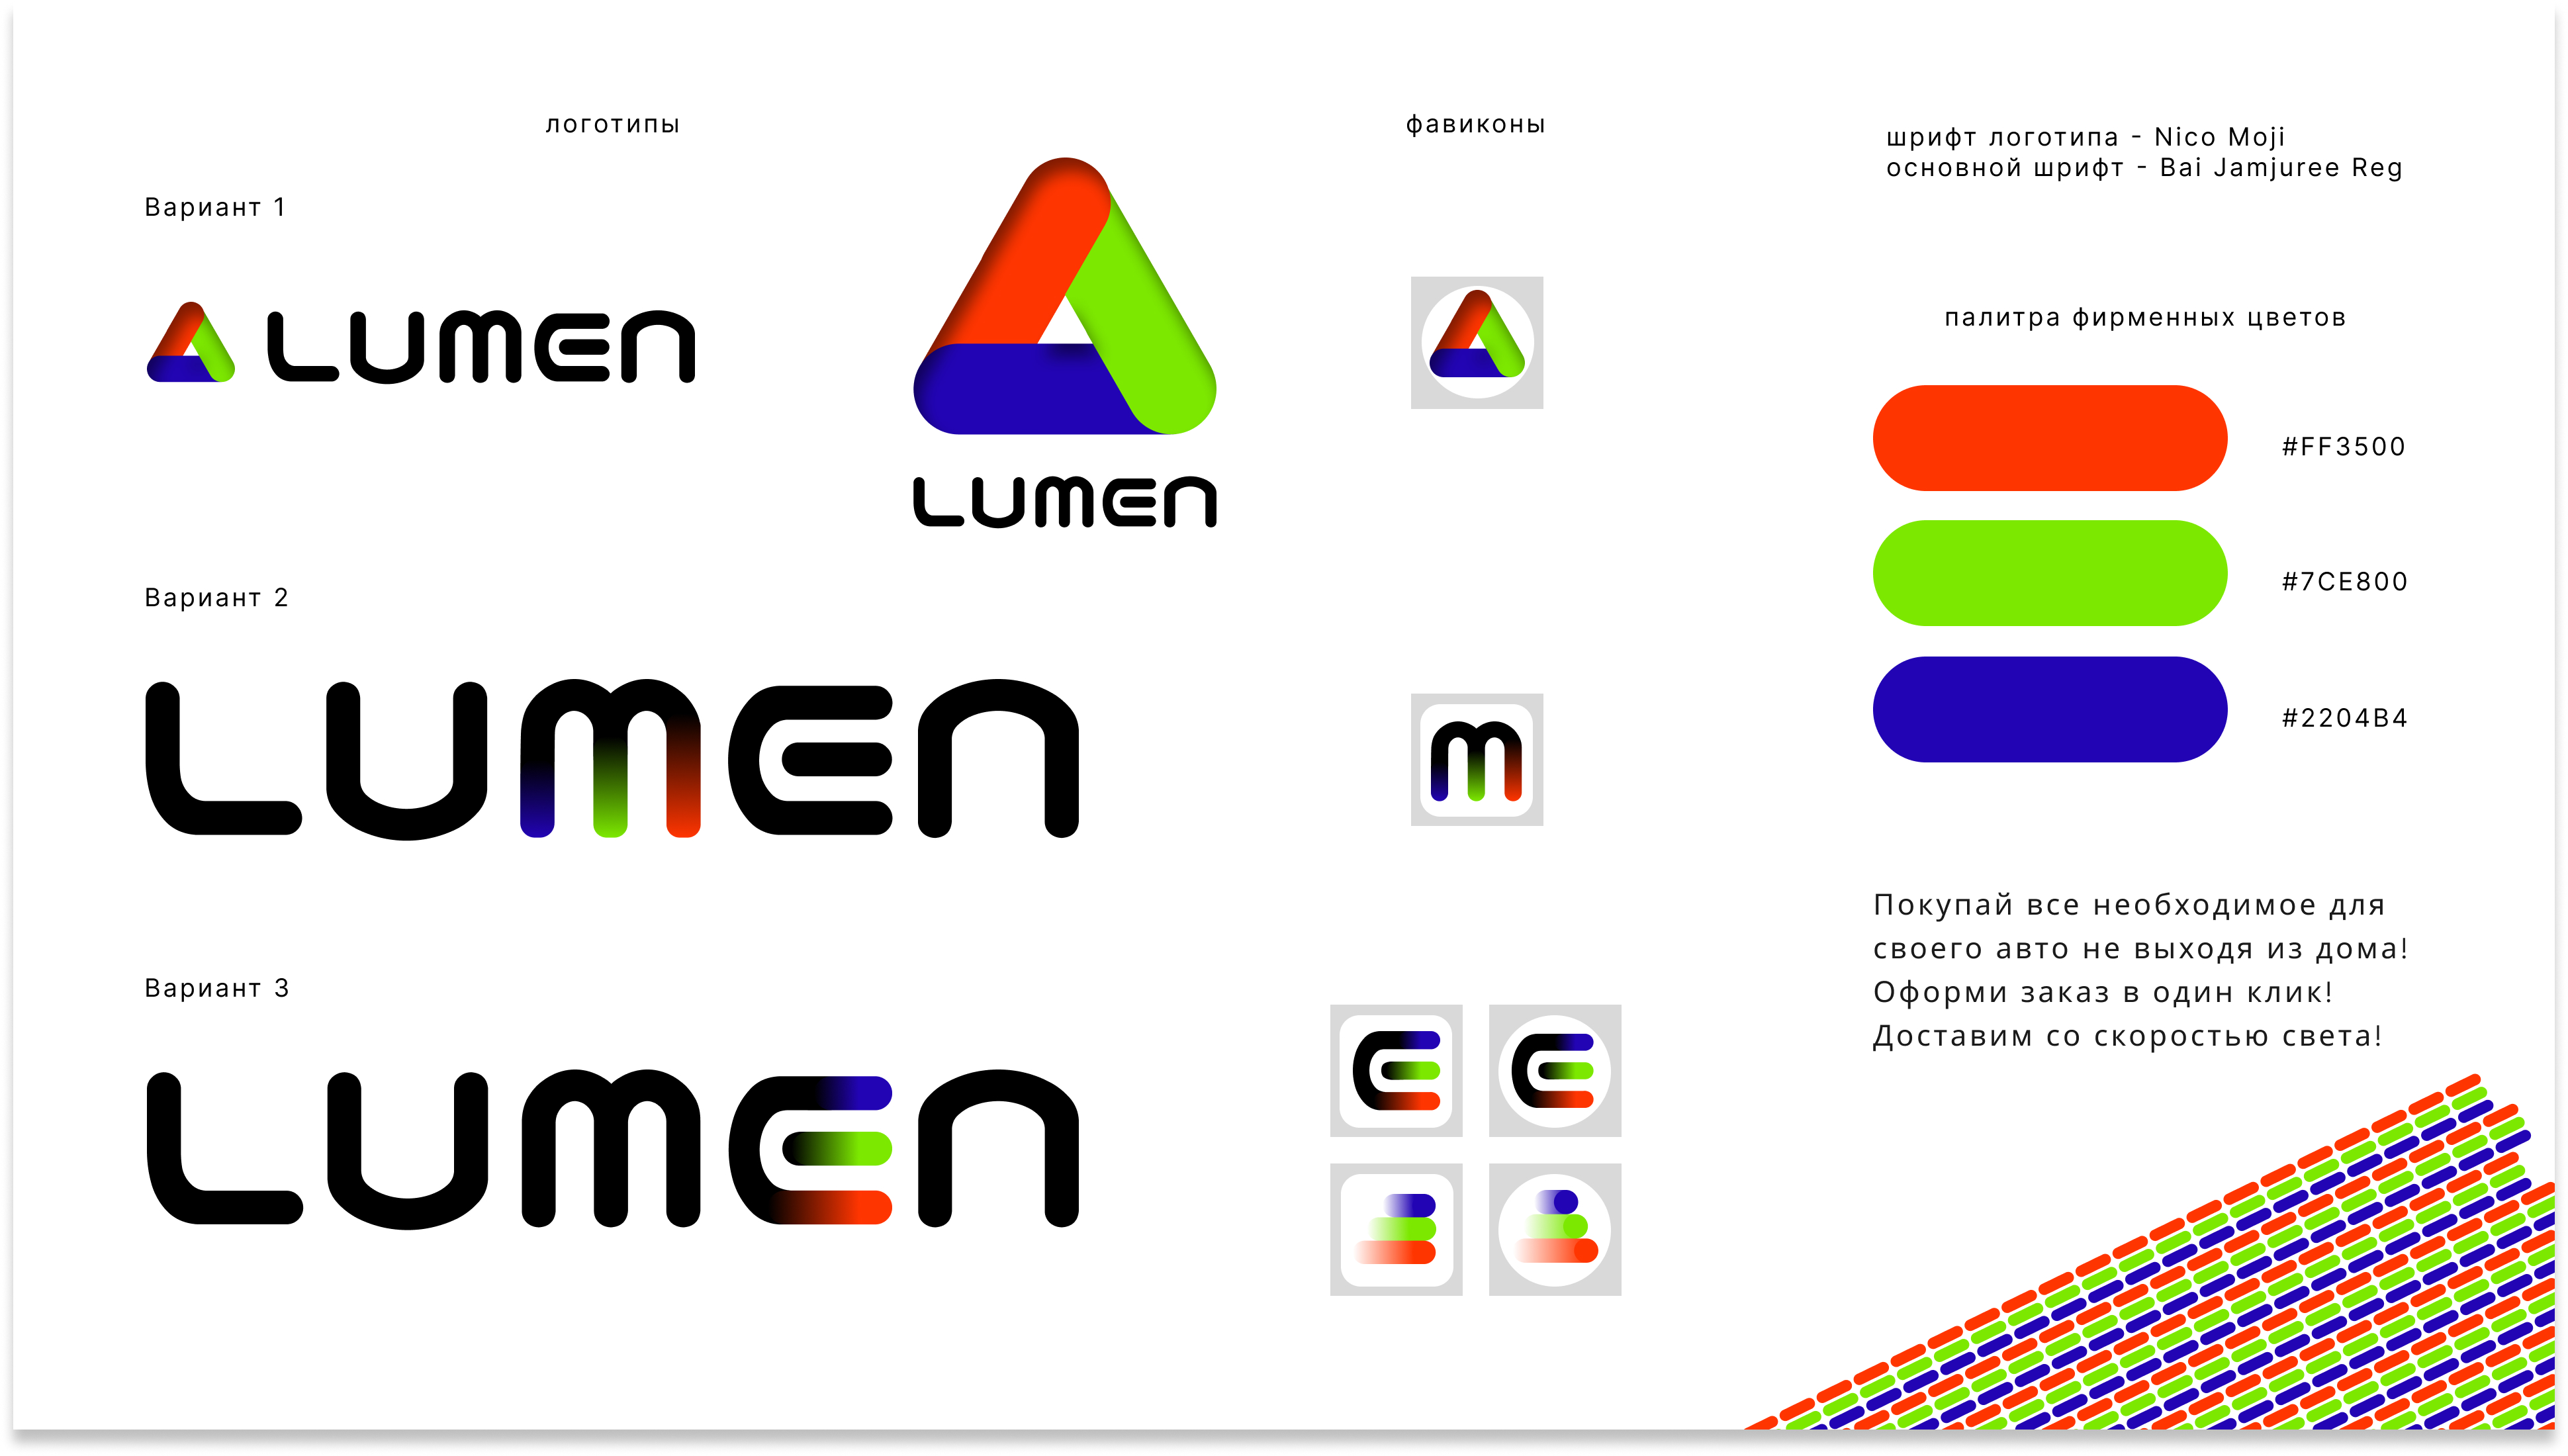 логотипы
фавиконы
шрифт логотипа - Nico Moji
основной шрифт - Bai Jamjuree Reg
Вариант 1
LUMEN
LUMEN
палитра фирменных цветов
#FF3500
#7CE800
#2204B4
Вариант 2
LUMEN
m
Вариант 3
LUMEN
E
E
Покупай все необходимое для
своего авто не выходя из дома!
Оформи заказ в один клик!
Доставим со скоростью света!